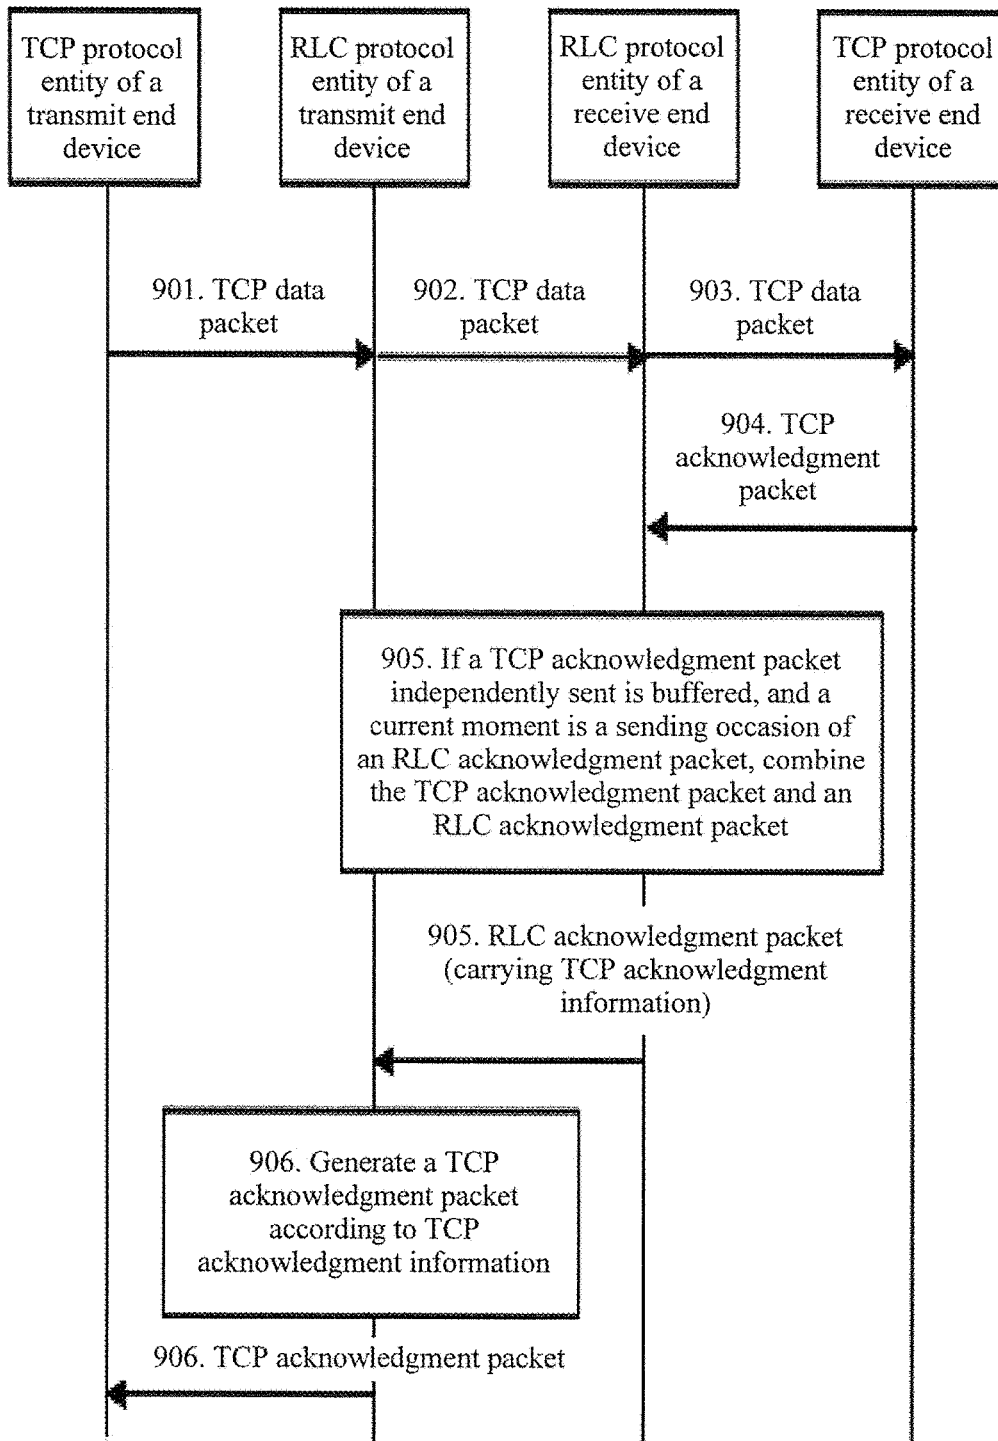 TCP protocol
entity of a
transmit end
device
RLC protocol
entity of a
transmit end
device
RLC protocol
entity of a
receive end
device
TCP protocol
entity of a
receive end
device
901. TCP data
packet
902. TCP data
packet
903. TCP data
packet
904. TCP
acknowledgment
packet
905. If a TCP acknowledgment packet
independently sent is buffered, and a
current moment is a sending occasion of
an RLC acknowledgment packet, combine
the TCP acknowledgment packet and an
RLC acknowledgment packet
905. RLC acknowledgment packet
(carrying TCP acknowledgment
information)
906. Generate a TCP
acknowledgment packet
according to TCP
acknowledgment information
906. TCP acknowledgment packet